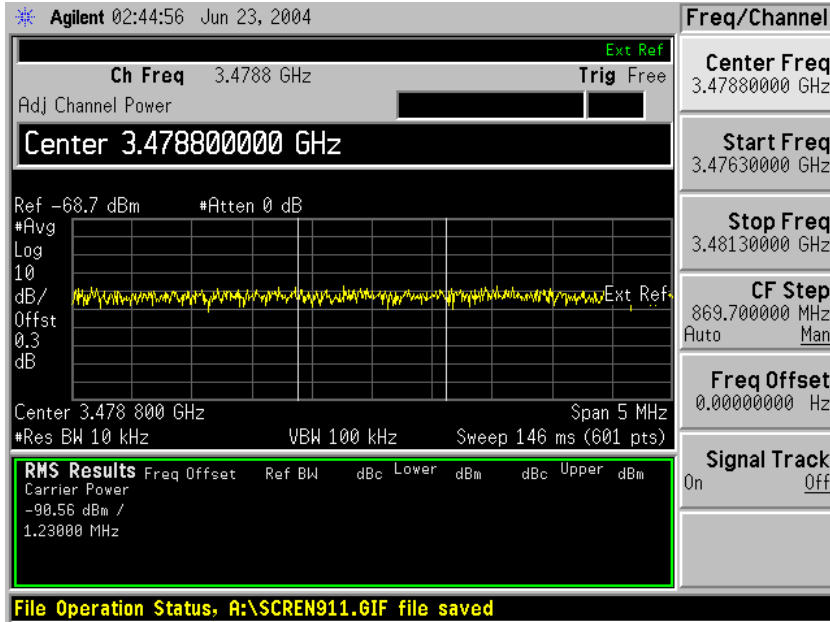 Agilent 02:44:56 Jun 23, 2004
Freq/Channel
Ext Ref
Ch Freq 3.4788 GHz Trig Free
Adj Channel Power
Center 3.478800000 GHz
Ref -68.7 dBm #Atten 0 dB
#Avg
Log
10
dB/
Offst
0.3
dB
Ext Ref
Center 3.478 800 GHz Span 5 MHz
#Res BW 10 kHz VBW 100 kHz Sweep 146 ms (601 pts)
RMS Results Freq Offset Ref BW dBc Lower dBm dBc Upper dBm
Carrier Power
-90.56 dBm /
1.23000 MHz
File Operation Status, A:\SCREN911.GIF file saved
Center Freq
3.47880000 GHz
Start Freq
3.47630000 GHz
Stop Freq
3.48130000 GHz
CF Step
869.700000 MHz
Auto Man
Freq Offset
0.00000000 Hz
Signal Track
On Off